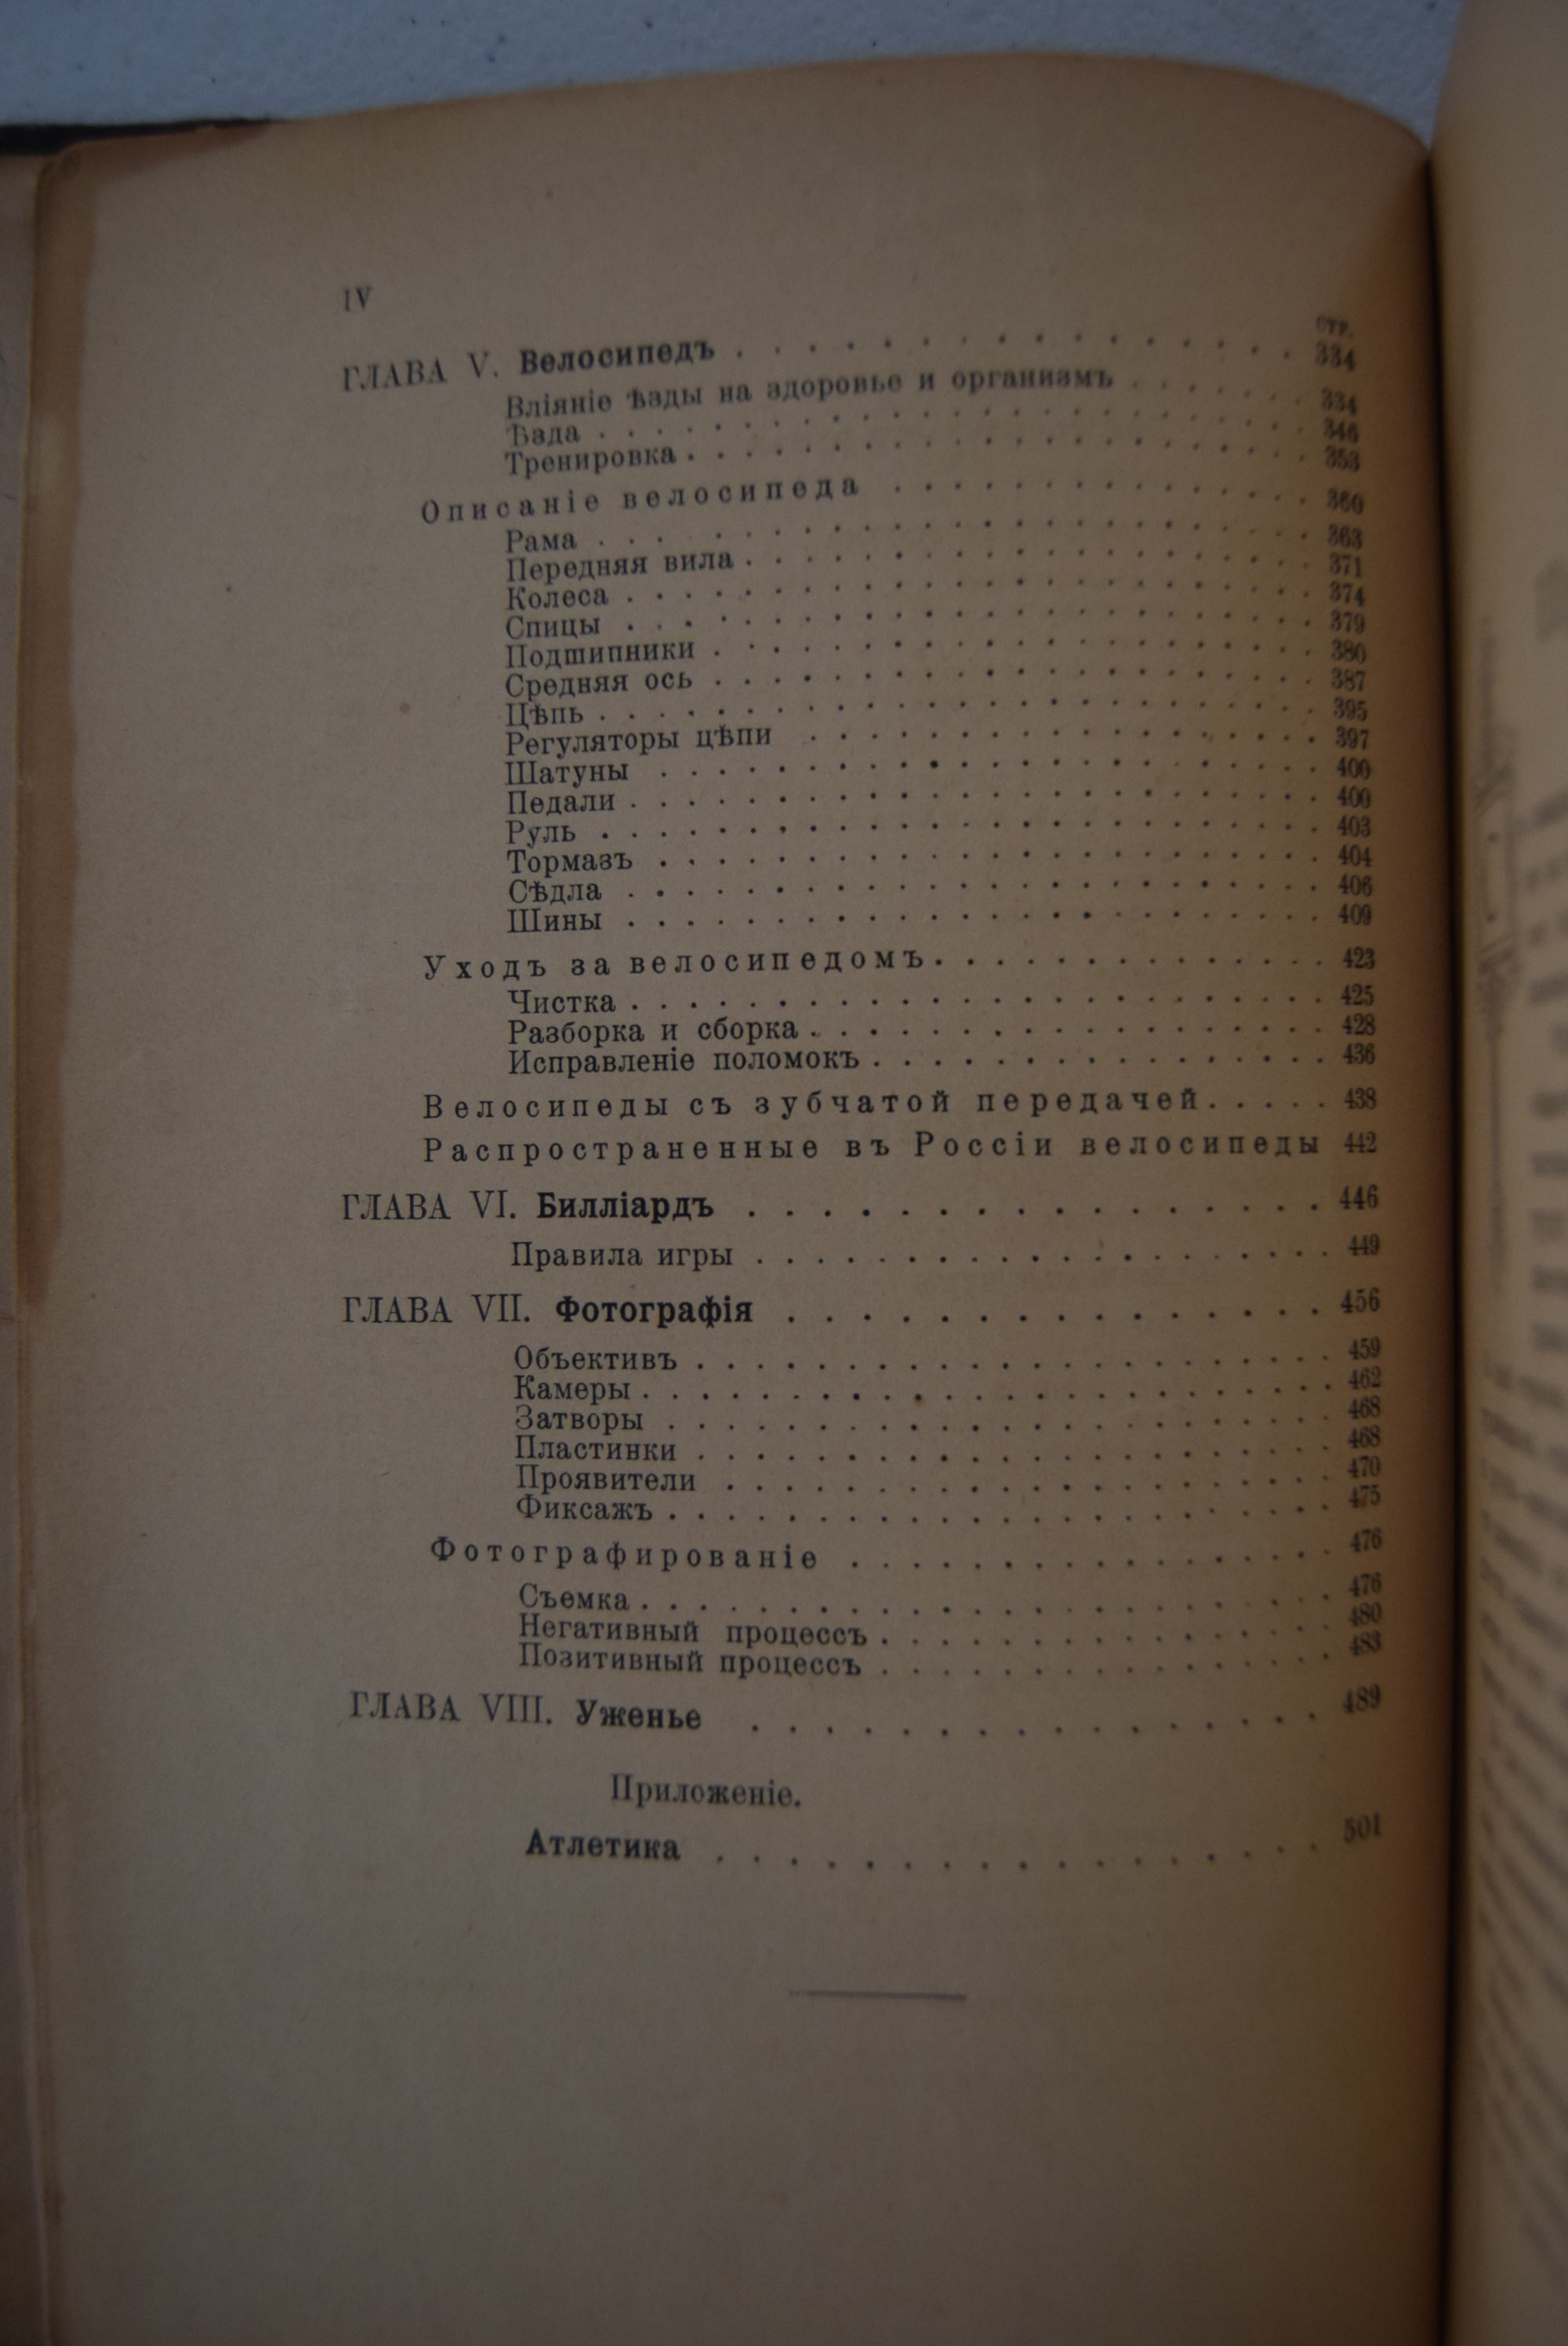 IV
СТР.
ГЛАВА V. Велосипедъ . . . . . . . . . . . . . . . . 334
Вліяніе ѣзды на здоровье и организмъ . . . . . . 334
Ѣзда . . . . . . . . . . . . . . . . . . . . . . . . 346
Тренировка . . . . . . . . . . . . . . . . . . . . . 353
Описаніе велосипеда . . . . . . . . . . . . . . 360
Рама . . . . . . . . . . . . . . . . . . . . . . . . 363
Передняя вила . . . . . . . . . . . . . . . . . . . 371
Колеса . . . . . . . . . . . . . . . . . . . . . . . 374
Спицы . . . . . . . . . . . . . . . . . . . . . . . 379
Подшипники . . . . . . . . . . . . . . . . . . . . 380
Средняя ось . . . . . . . . . . . . . . . . . . . . 387
Цѣпь . . . . . . . . . . . . . . . . . . . . . . . . 395
Регуляторы цѣпи . . . . . . . . . . . . . . . . . 397
Шатуны . . . . . . . . . . . . . . . . . . . . . . 400
Педали . . . . . . . . . . . . . . . . . . . . . . . 400
Руль . . . . . . . . . . . . . . . . . . . . . . . . 403
Тормазъ . . . . . . . . . . . . . . . . . . . . . . 404
Сѣдла . . . . . . . . . . . . . . . . . . . . . . . 406
Шины . . . . . . . . . . . . . . . . . . . . . . . 409
Уходъ за велосипедомъ . . . . . . . . . . . . . 423
Чистка . . . . . . . . . . . . . . . . . . . . . . . 425
Разборка и сборка . . . . . . . . . . . . . . . . . 428
Исправленіе поломокъ . . . . . . . . . . . . . . . 436
Велосипеды съ зубчатой передачей . . . . . 438
Распространенные въ Россіи велосипеды 442
ГЛАВА VI. Билліардъ . . . . . . . . . . . . . . . . 446
Правила игры . . . . . . . . . . . . . . . . . . . 449
ГЛАВА VII. Фотографія . . . . . . . . . . . . . . . 456
Объективъ . . . . . . . . . . . . . . . . . . . . . 459
Камеры . . . . . . . . . . . . . . . . . . . . . . . 462
Затворы . . . . . . . . . . . . . . . . . . . . . . 468
Пластинки . . . . . . . . . . . . . . . . . . . . . 468
Проявители . . . . . . . . . . . . . . . . . . . . 470
Фиксажъ . . . . . . . . . . . . . . . . . . . . . . 475
Фотографированіе . . . . . . . . . . . . . . . . 476
Съемка . . . . . . . . . . . . . . . . . . . . . . . 476
Негативный процессъ . . . . . . . . . . . . . . . 480
Позитивный процессъ . . . . . . . . . . . . . . . 483
ГЛАВА VIII. Уженье . . . . . . . . . . . . . . . . 489
Приложеніе.
Атлетика . . . . . . . . . . . . . . . . . 501